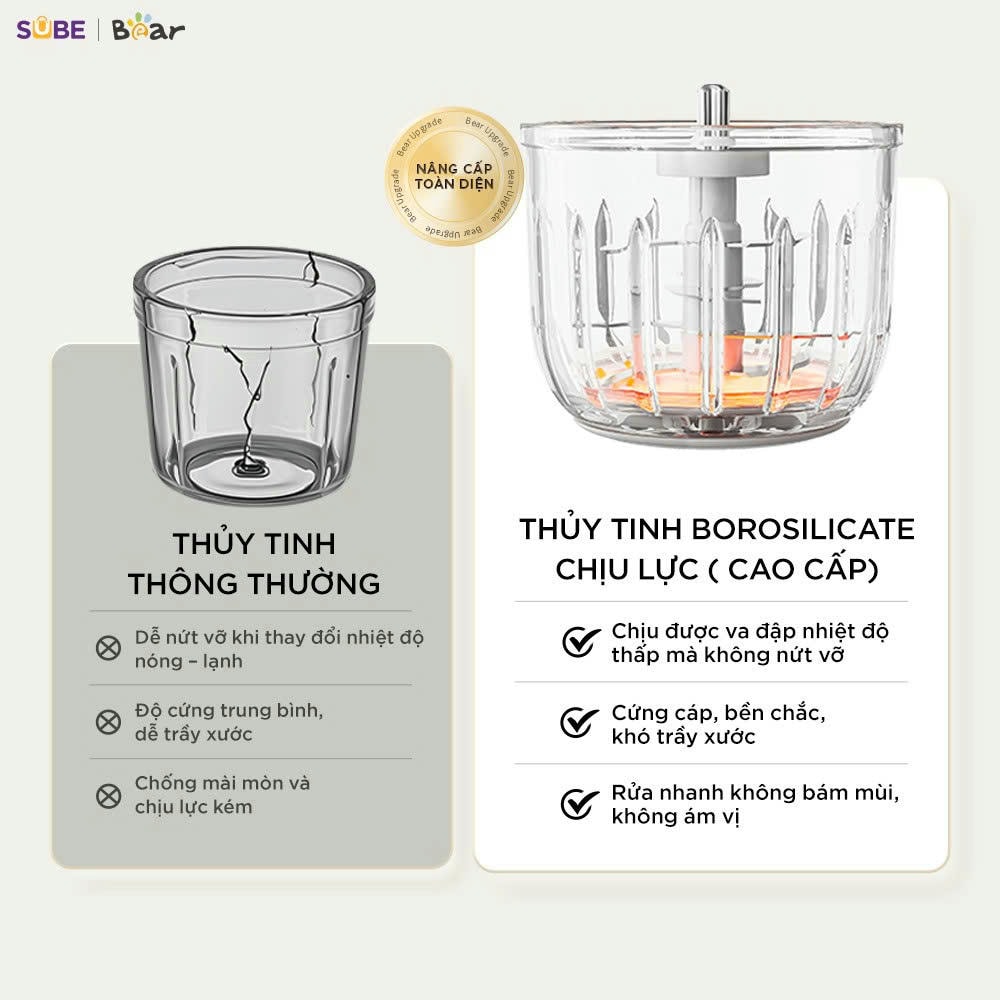 SUBE | Bear
Bear Upgrade
Bear Upgrade
Bear Upgrade
Bear Upgrade
Bear Upgrade
NÂNG CẤP
TOÀN DIỆN
THỦY TINH
THÔNG THƯỜNG
Dễ nứt vỡ khi thay đổi nhiệt độ
nóng – lạnh
Độ cứng trung bình,
dễ trầy xước
Chống mài mòn và
chịu lực kém
THỦY TINH BOROSILICATE
CHỊU LỰC ( CAO CẤP)
Chịu được va đập nhiệt độ
thấp mà không nứt vỡ
Cứng cáp, bền chắc,
khó trầy xước
Rửa nhanh không bám mùi,
không ám vị